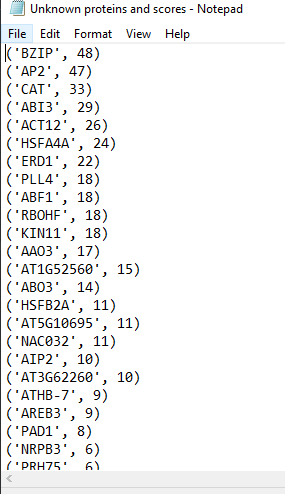 Unknown proteins and scores - Notepad
File Edit Format View Help
('BZIP', 48)
('AP2', 47)
('CAT', 33)
('ABI3', 29)
('ACT12', 26)
('HSFA4A', 24)
('ERD1', 22)
('PLL4', 18)
('ABF1', 18)
('RBOHF', 18)
('KIN11', 18)
('AAO3', 17)
('AT1G52560', 15)
('ABO3', 14)
('HSFB2A', 11)
('AT5G10695', 11)
('NAC032', 11)
('AIP2', 10)
('AT3G62260', 10)
('ATHB-7', 9)
('AREB3', 9)
('PAD1', 8)
('NRPB3', 6)
('PRH75', 6)